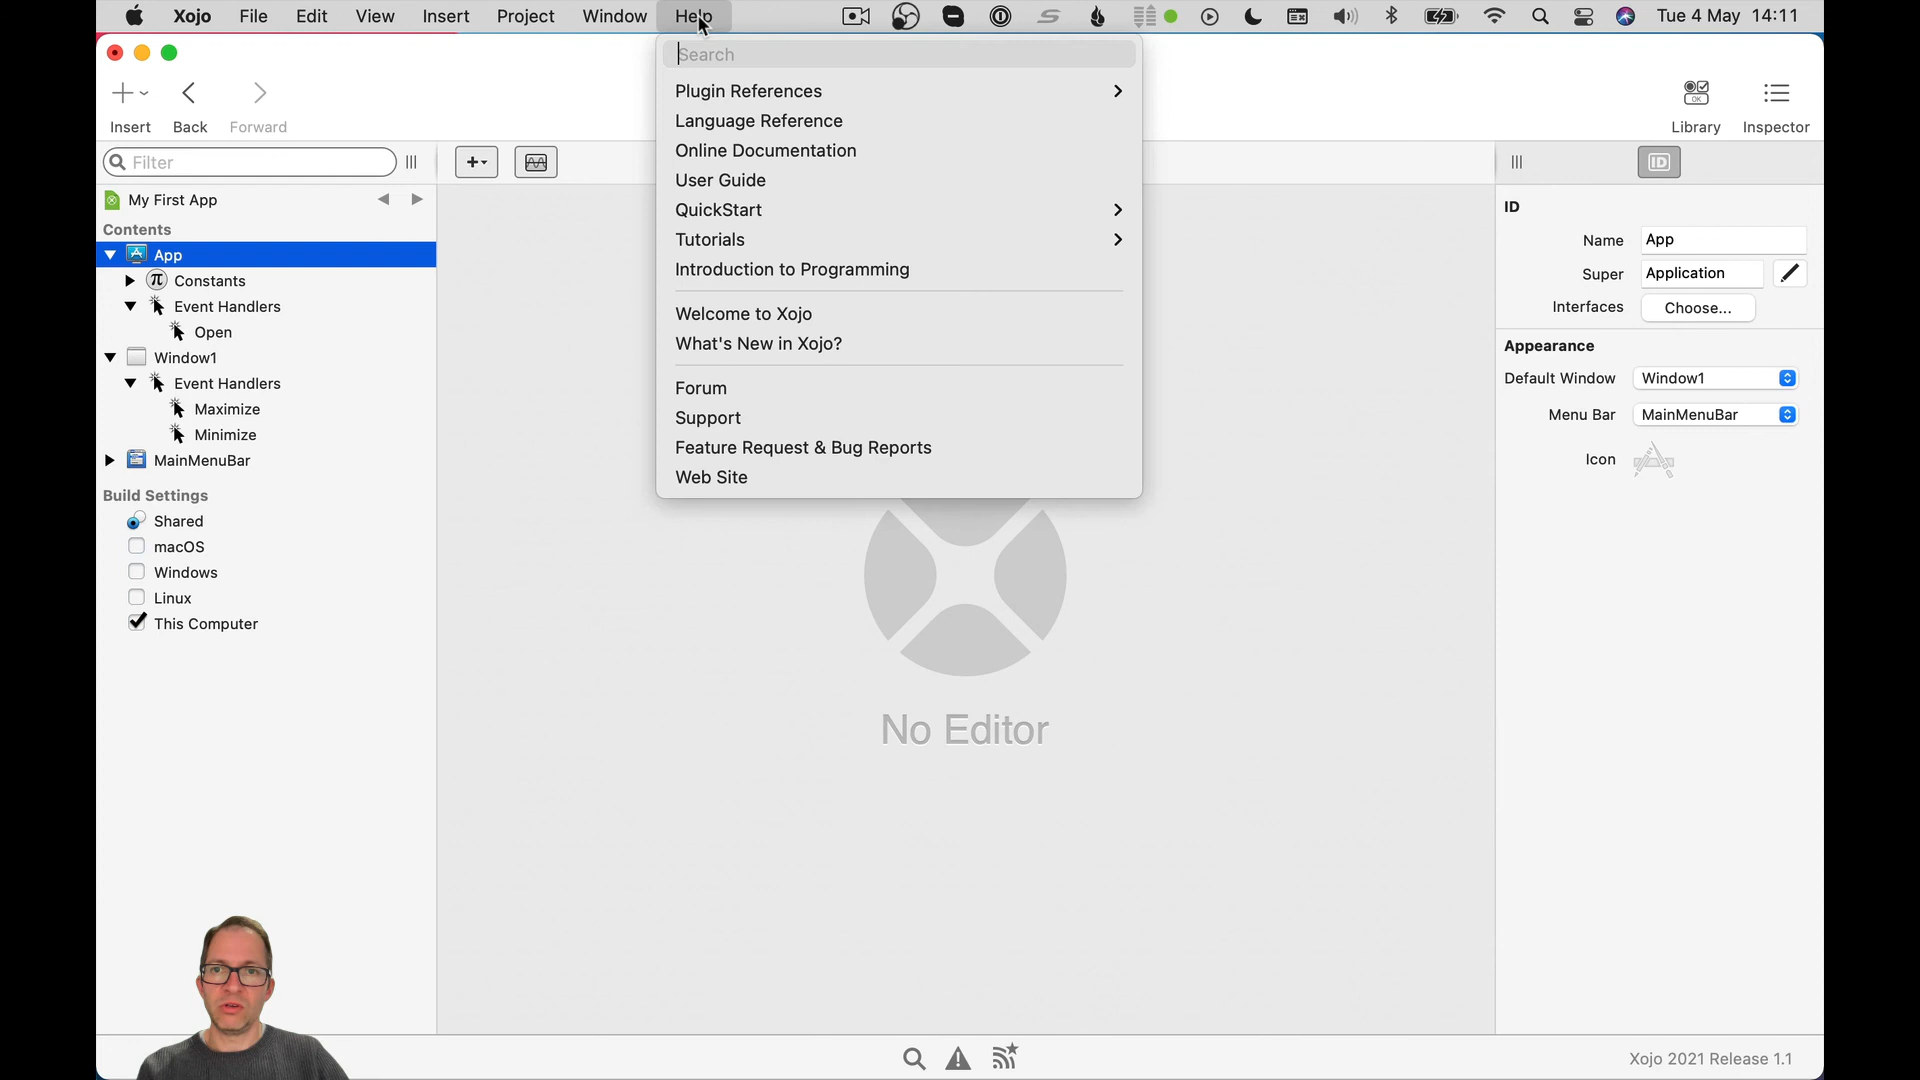 Xojo File Edit View Insert Project Window Help Tue 4 May 14:11
Search
Plugin References
Language Reference
Online Documentation
User Guide
QuickStart
Tutorials
Introduction to Programming
Welcome to Xojo
What's New in Xojo?
Forum
Support
Feature Request & Bug Reports
Web Site
Insert Back Forward
OK
Library Inspector
Filter
My First App
Contents
App
π Constants
Event Handlers
Open
Window1
Event Handlers
Maximize
Minimize
MainMenuBar
Build Settings
Shared
macOS
Windows
Linux
This Computer
No Editor
ID
ID
Name App
Super Application
Interfaces Choose...
Appearance
Default Window Window1
Menu Bar MainMenuBar
Icon
Xojo 2021 Release 1.1